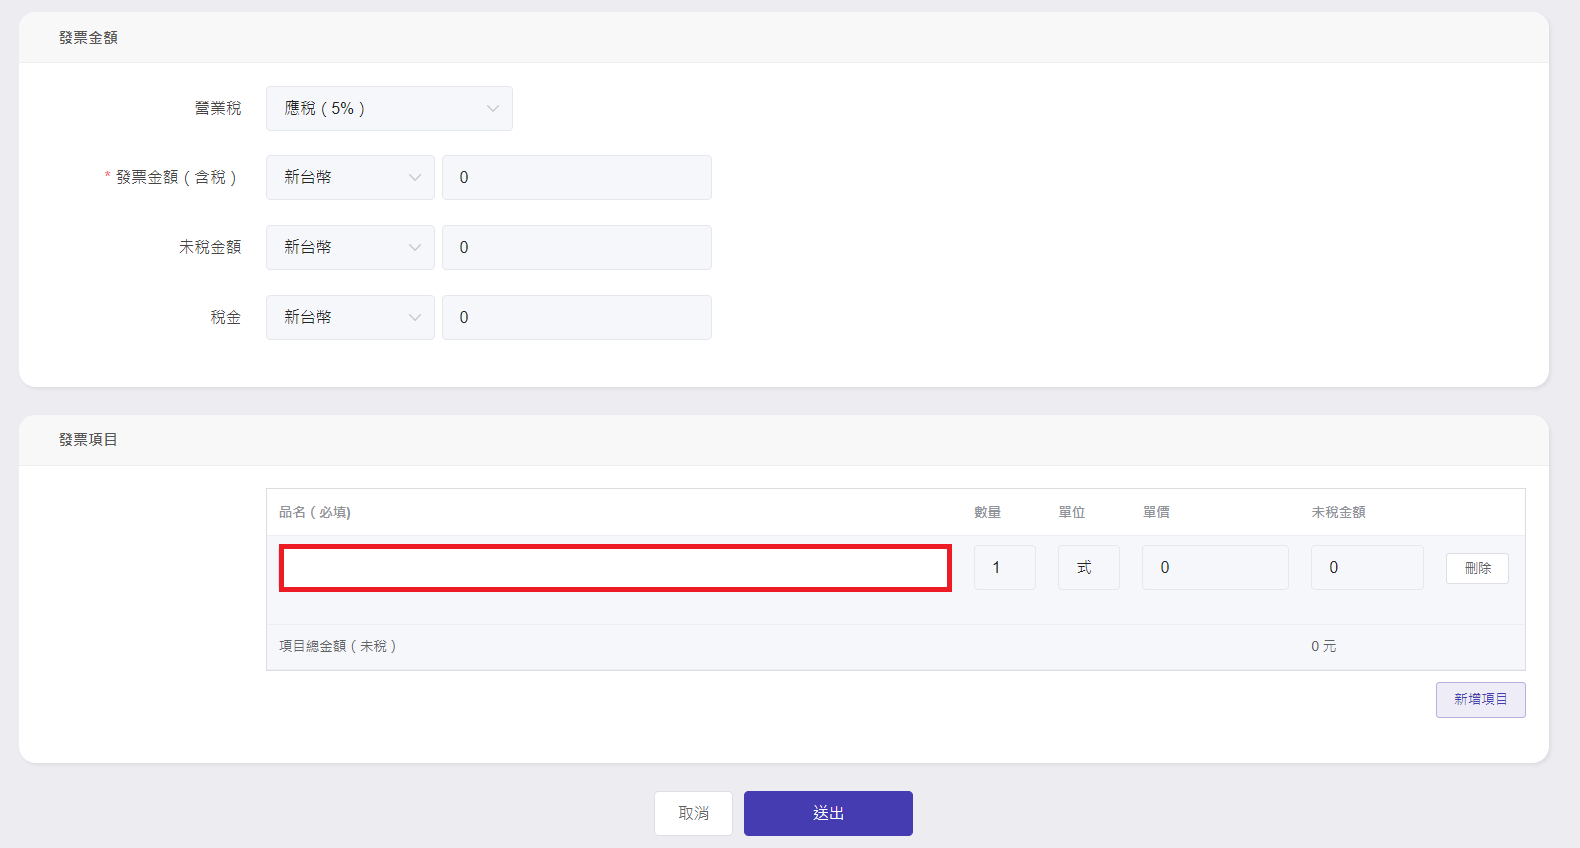 發票金額
營業稅 應稅 ( 5% )
* 發票金額 ( 含稅 ) 新台幣 0
未稅金額 新台幣 0
稅金 新台幣 0
發票項目
品名 ( 必填) 數量 單位 單價 未稅金額
1 式 0 0 刪除
項目總金額 ( 未稅 ) 0 元
新增項目
取消 送出